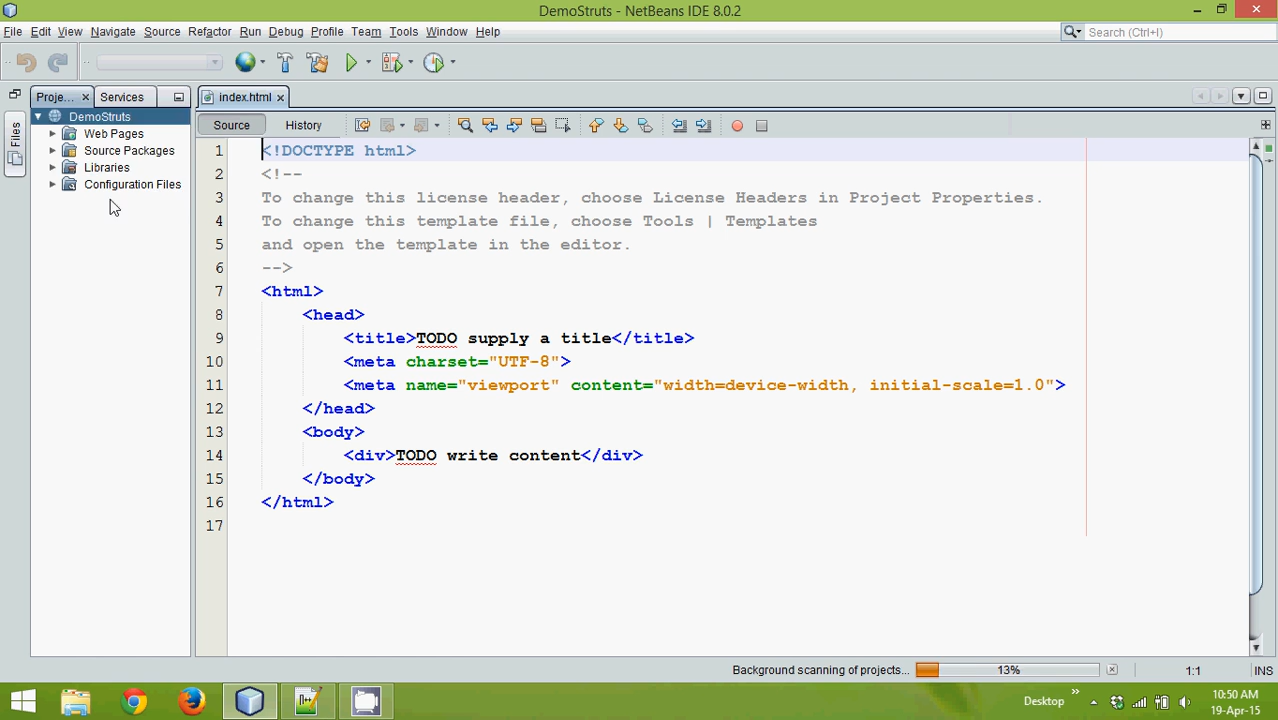 DemoStruts - NetBeans IDE 8.0.2
File Edit View Navigate Source Refactor Run Debug Profile Team Tools Window Help
Search (Ctrl+I)
Files
Proje... Services
DemoStruts
Web Pages
Source Packages
Libraries
Configuration Files
index.html
Source History
1 <!DOCTYPE html>
2 <!--
3 To change this license header, choose License Headers in Project Properties.
4 To change this template file, choose Tools | Templates
5 and open the template in the editor.
6 -->
7 <html>
8 <head>
9 <title>TODO supply a title</title>
10 <meta charset="UTF-8">
11 <meta name="viewport" content="width=device-width, initial-scale=1.0">
12 </head>
13 <body>
14 <div>TODO write content</div>
15 </body>
16 </html>
17
Background scanning of projects... 13% 1:1 INS
Desktop
10:50 AM
19-Apr-15